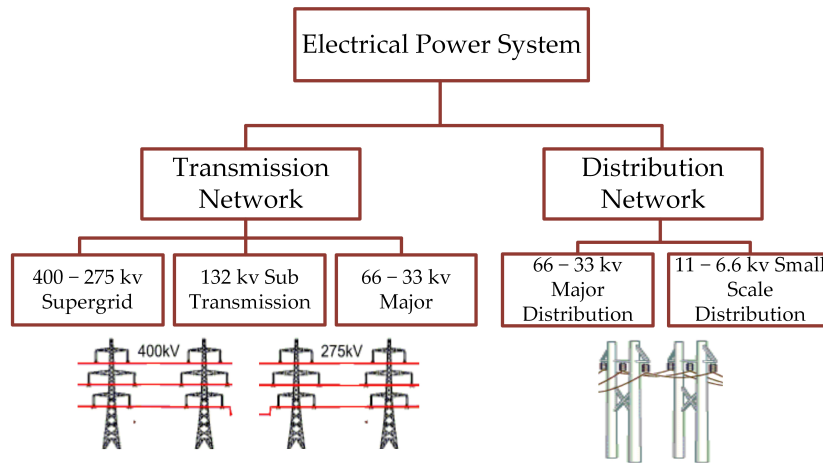 Electrical Power System
Transmission
Network
Distribution
Network
400 – 275 kv
Supergrid
132 kv Sub
Transmission
66 – 33 kv
Major
66 – 33 kv
Major
Distribution
11 – 6.6 kv Small
Scale
Distribution
400kV
275kV